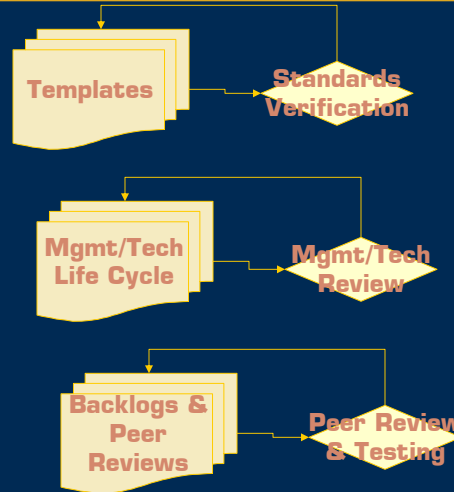 Templates
Standards
Verification
Mgmt/Tech
Life Cycle
Mgmt/Tech
Review
Backlogs &
Peer
Reviews
Peer Review
& Testing